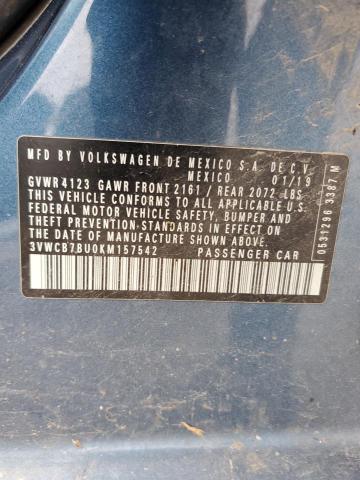 MFD BY VOLKSWAGEN DE MEXICO S.A. DE C.V.
MEXICO 01/19
GVWR 4123 GAWR FRONT 2161 / REAR 2072 LBS
THIS VEHICLE CONFORMS TO ALL APPLICABLE U.S.
FEDERAL MOTOR VEHICLE SAFETY, BUMPER AND
THEFT PREVENTION STANDARDS IN EFFECT ON
THE DATE OF MANUFACTURE SHOWN ABOVE
3VWCB7BU0KM157542 PASSENGER CAR
0531296 3387 M